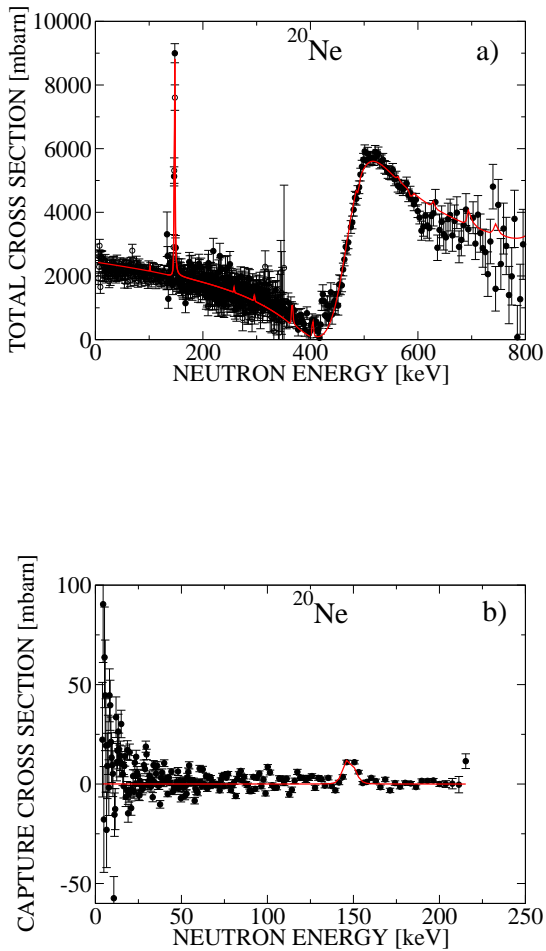 20Ne a)
TOTAL CROSS SECTION [mbarn]
10000
8000
6000
4000
2000
0
0 200 400 600 800
NEUTRON ENERGY [keV]
20Ne b)
CAPTURE CROSS SECTION [mbarn]
100
50
0
-50
0 50 100 150 200 250
NEUTRON ENERGY [keV]